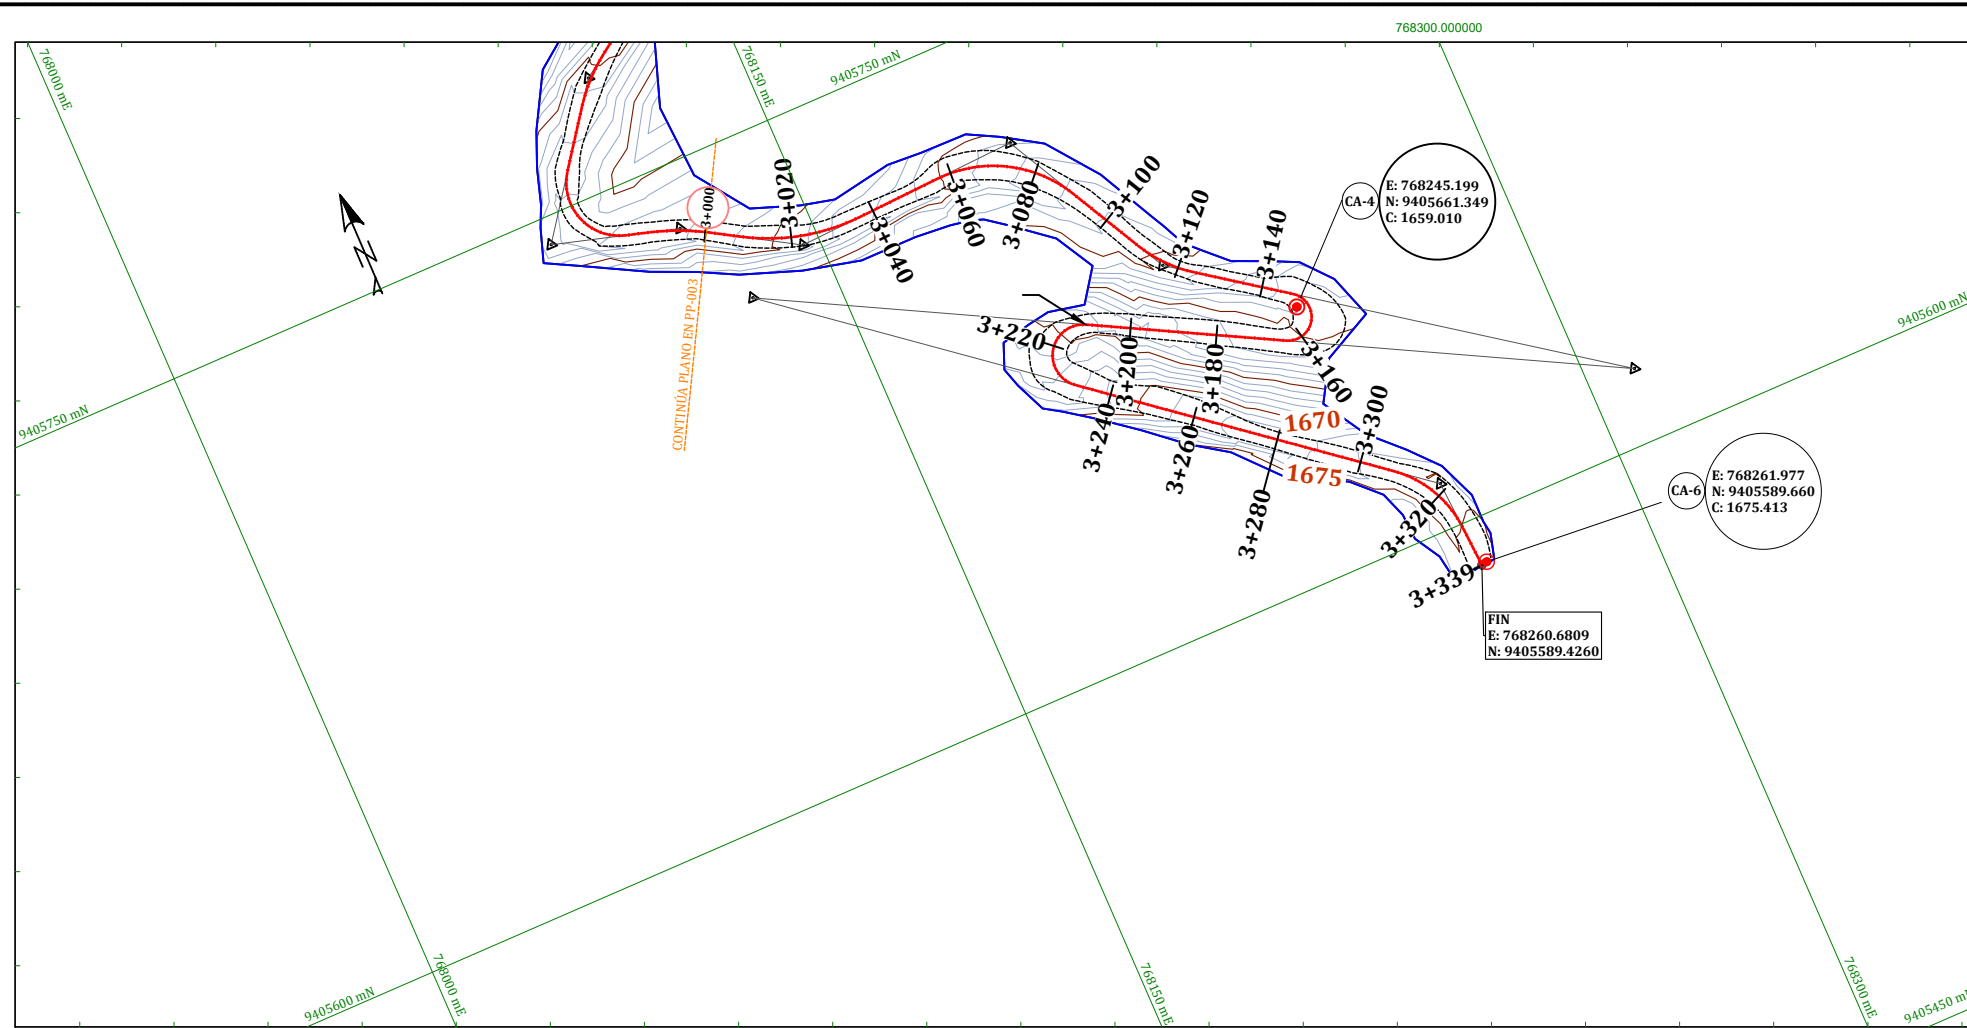 768300.000000
768000 mE
768150 mE
9405750 mN
3+000
3+020
3+040
3+060
3+080
3+100
3+120
3+140
CA-4
E: 768245.199
N: 9405661.349
C: 1659.010
N
CONTINÚA PLANO EN PP-003
3+220
3+200
3+180
3+160
9405600 mN
9405750 mN
3+240
3+260
3+280
3+300
1670
1675
3+320
3+339
CA-6
E: 768261.977
N: 9405589.660
C: 1675.413
FIN
E: 768260.6809
N: 9405589.4260
9405600 mN
768000 mE
768150 mE
768300 mE
9405450 mN